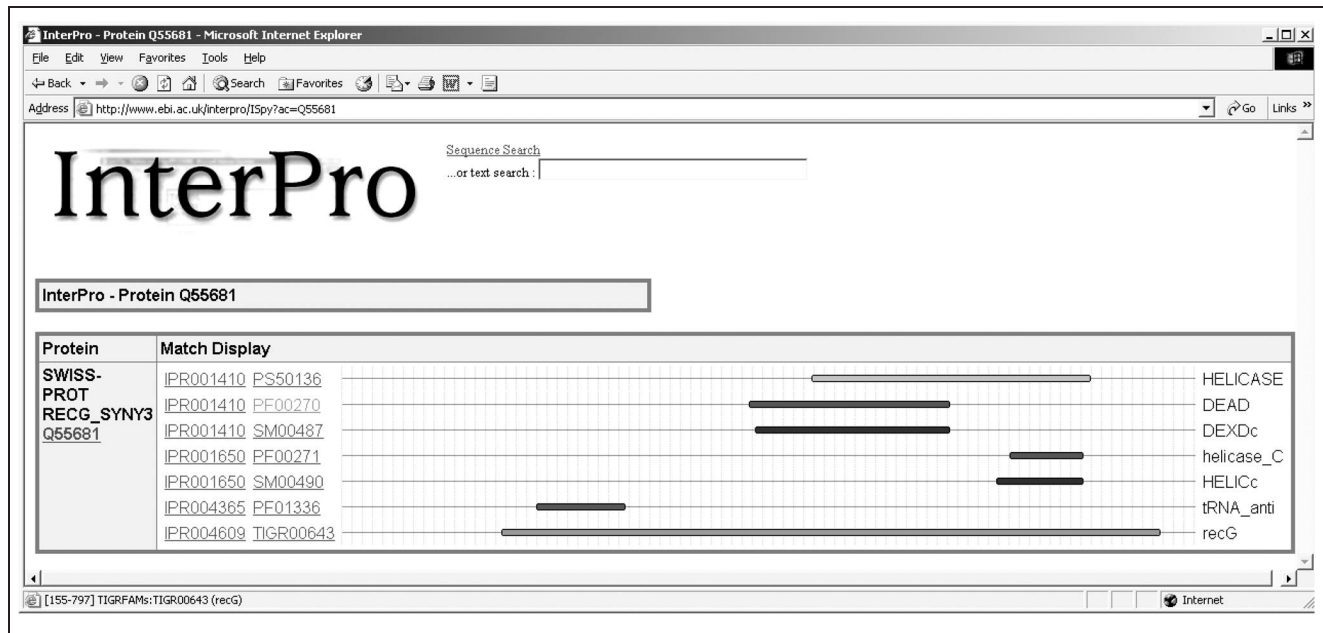 InterPro - Protein Q55681 - Microsoft Internet Explorer
File Edit View Favorites Tools Help
Back Search Favorites
Address http://www.ebi.ac.uk/interpro/ISpy?ac=Q55681 Go Links »
InterPro
Sequence Search
...or text search :
InterPro - Protein Q55681
Protein Match Display
SWISS-
PROT
RECG_SYNY3
Q55681
IPR001410 PS50136 HELICASE
IPR001410 PF00270 DEAD
IPR001410 SM00487 DEXDc
IPR001650 PF00271 helicase_C
IPR001650 SM00490 HELICc
IPR004365 PF01336 tRNA_anti
IPR004609 TIGR00643 recG
[155-797] TIGRFAMs:TIGR00643 (recG) Internet